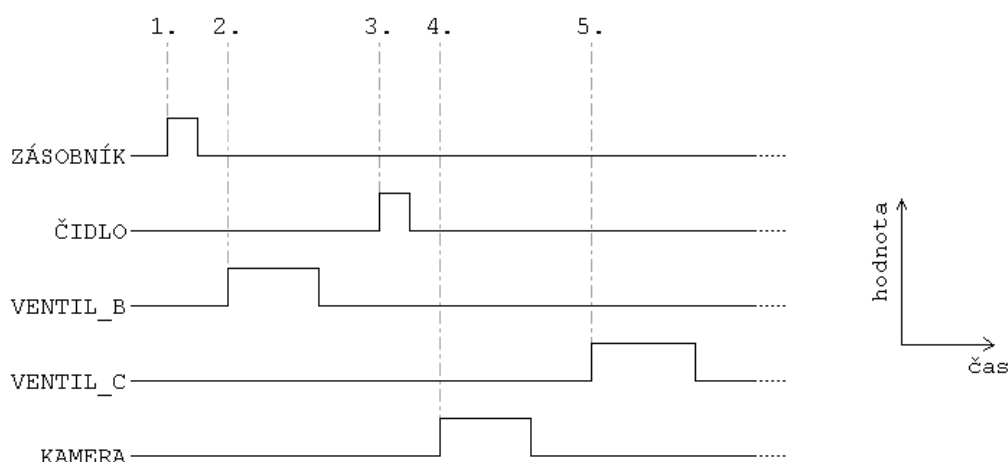 1. 2. 3. 4. 5.
ZÁSOBNÍK
ČIDLO
VENTIL_B
VENTIL_C
KAMERA
hodnota
čas